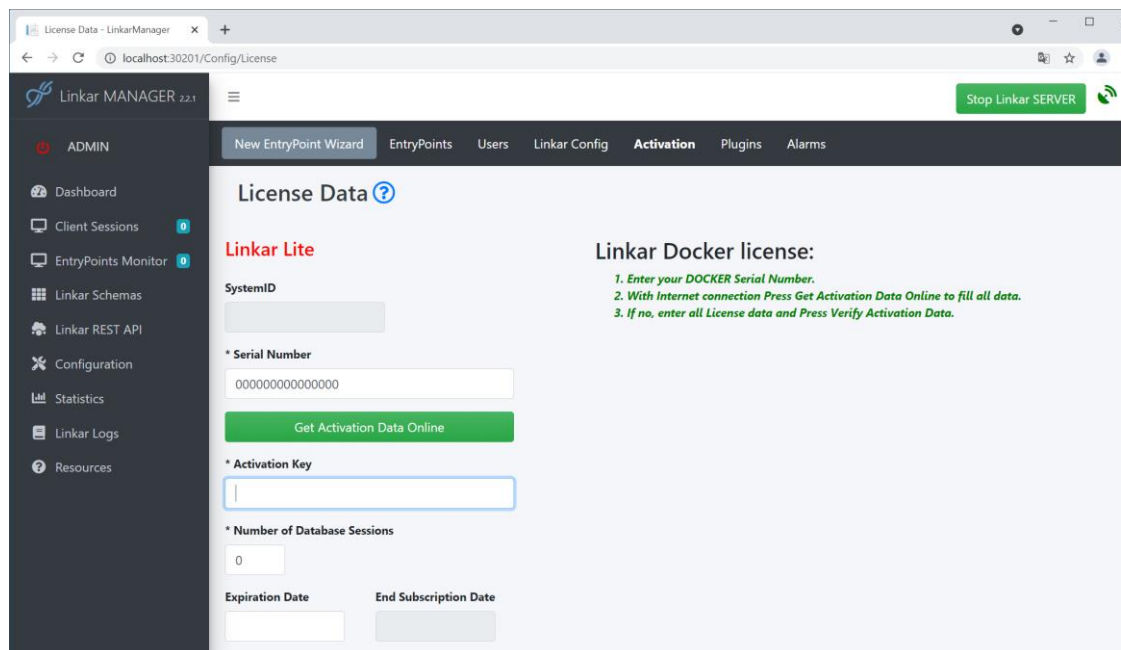 License Data - LinkarManager
localhost:30201/Config/License
Linkar MANAGER 2.2.1
Stop Linkar SERVER
ADMIN
New EntryPoint Wizard EntryPoints Users Linkar Config Activation Plugins Alarms
Dashboard
Client Sessions 0
EntryPoints Monitor 0
Linkar Schemas
Linkar REST API
Configuration
Statistics
Linkar Logs
Resources
License Data ?
Linkar Lite
SystemID
* Serial Number
000000000000000
Get Activation Data Online
* Activation Key
* Number of Database Sessions
0
Expiration Date End Subscription Date
Linkar Docker license:
1. Enter your DOCKER Serial Number.
2. With Internet connection Press Get Activation Data Online to fill all data.
3. If no, enter all License data and Press Verify Activation Data.